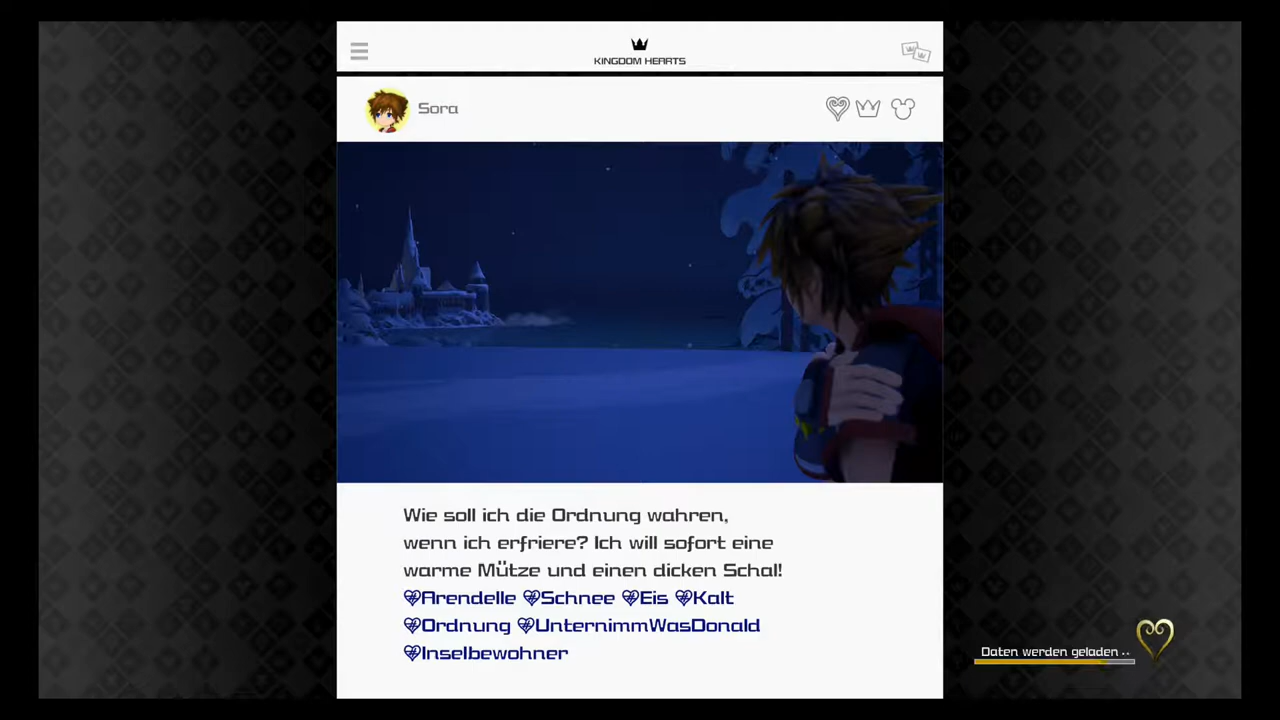 KINGDOM HEARTS
Sora
Wie soll ich die Ordnung wahren,
wenn ich erfriere? Ich will sofort eine
warme Mütze und einen dicken Schal!
#Arendelle #Schnee #Eis #Kalt
#Ordnung #UnternimmWasDonald
#Inselbewohner
Daten werden geladen ..